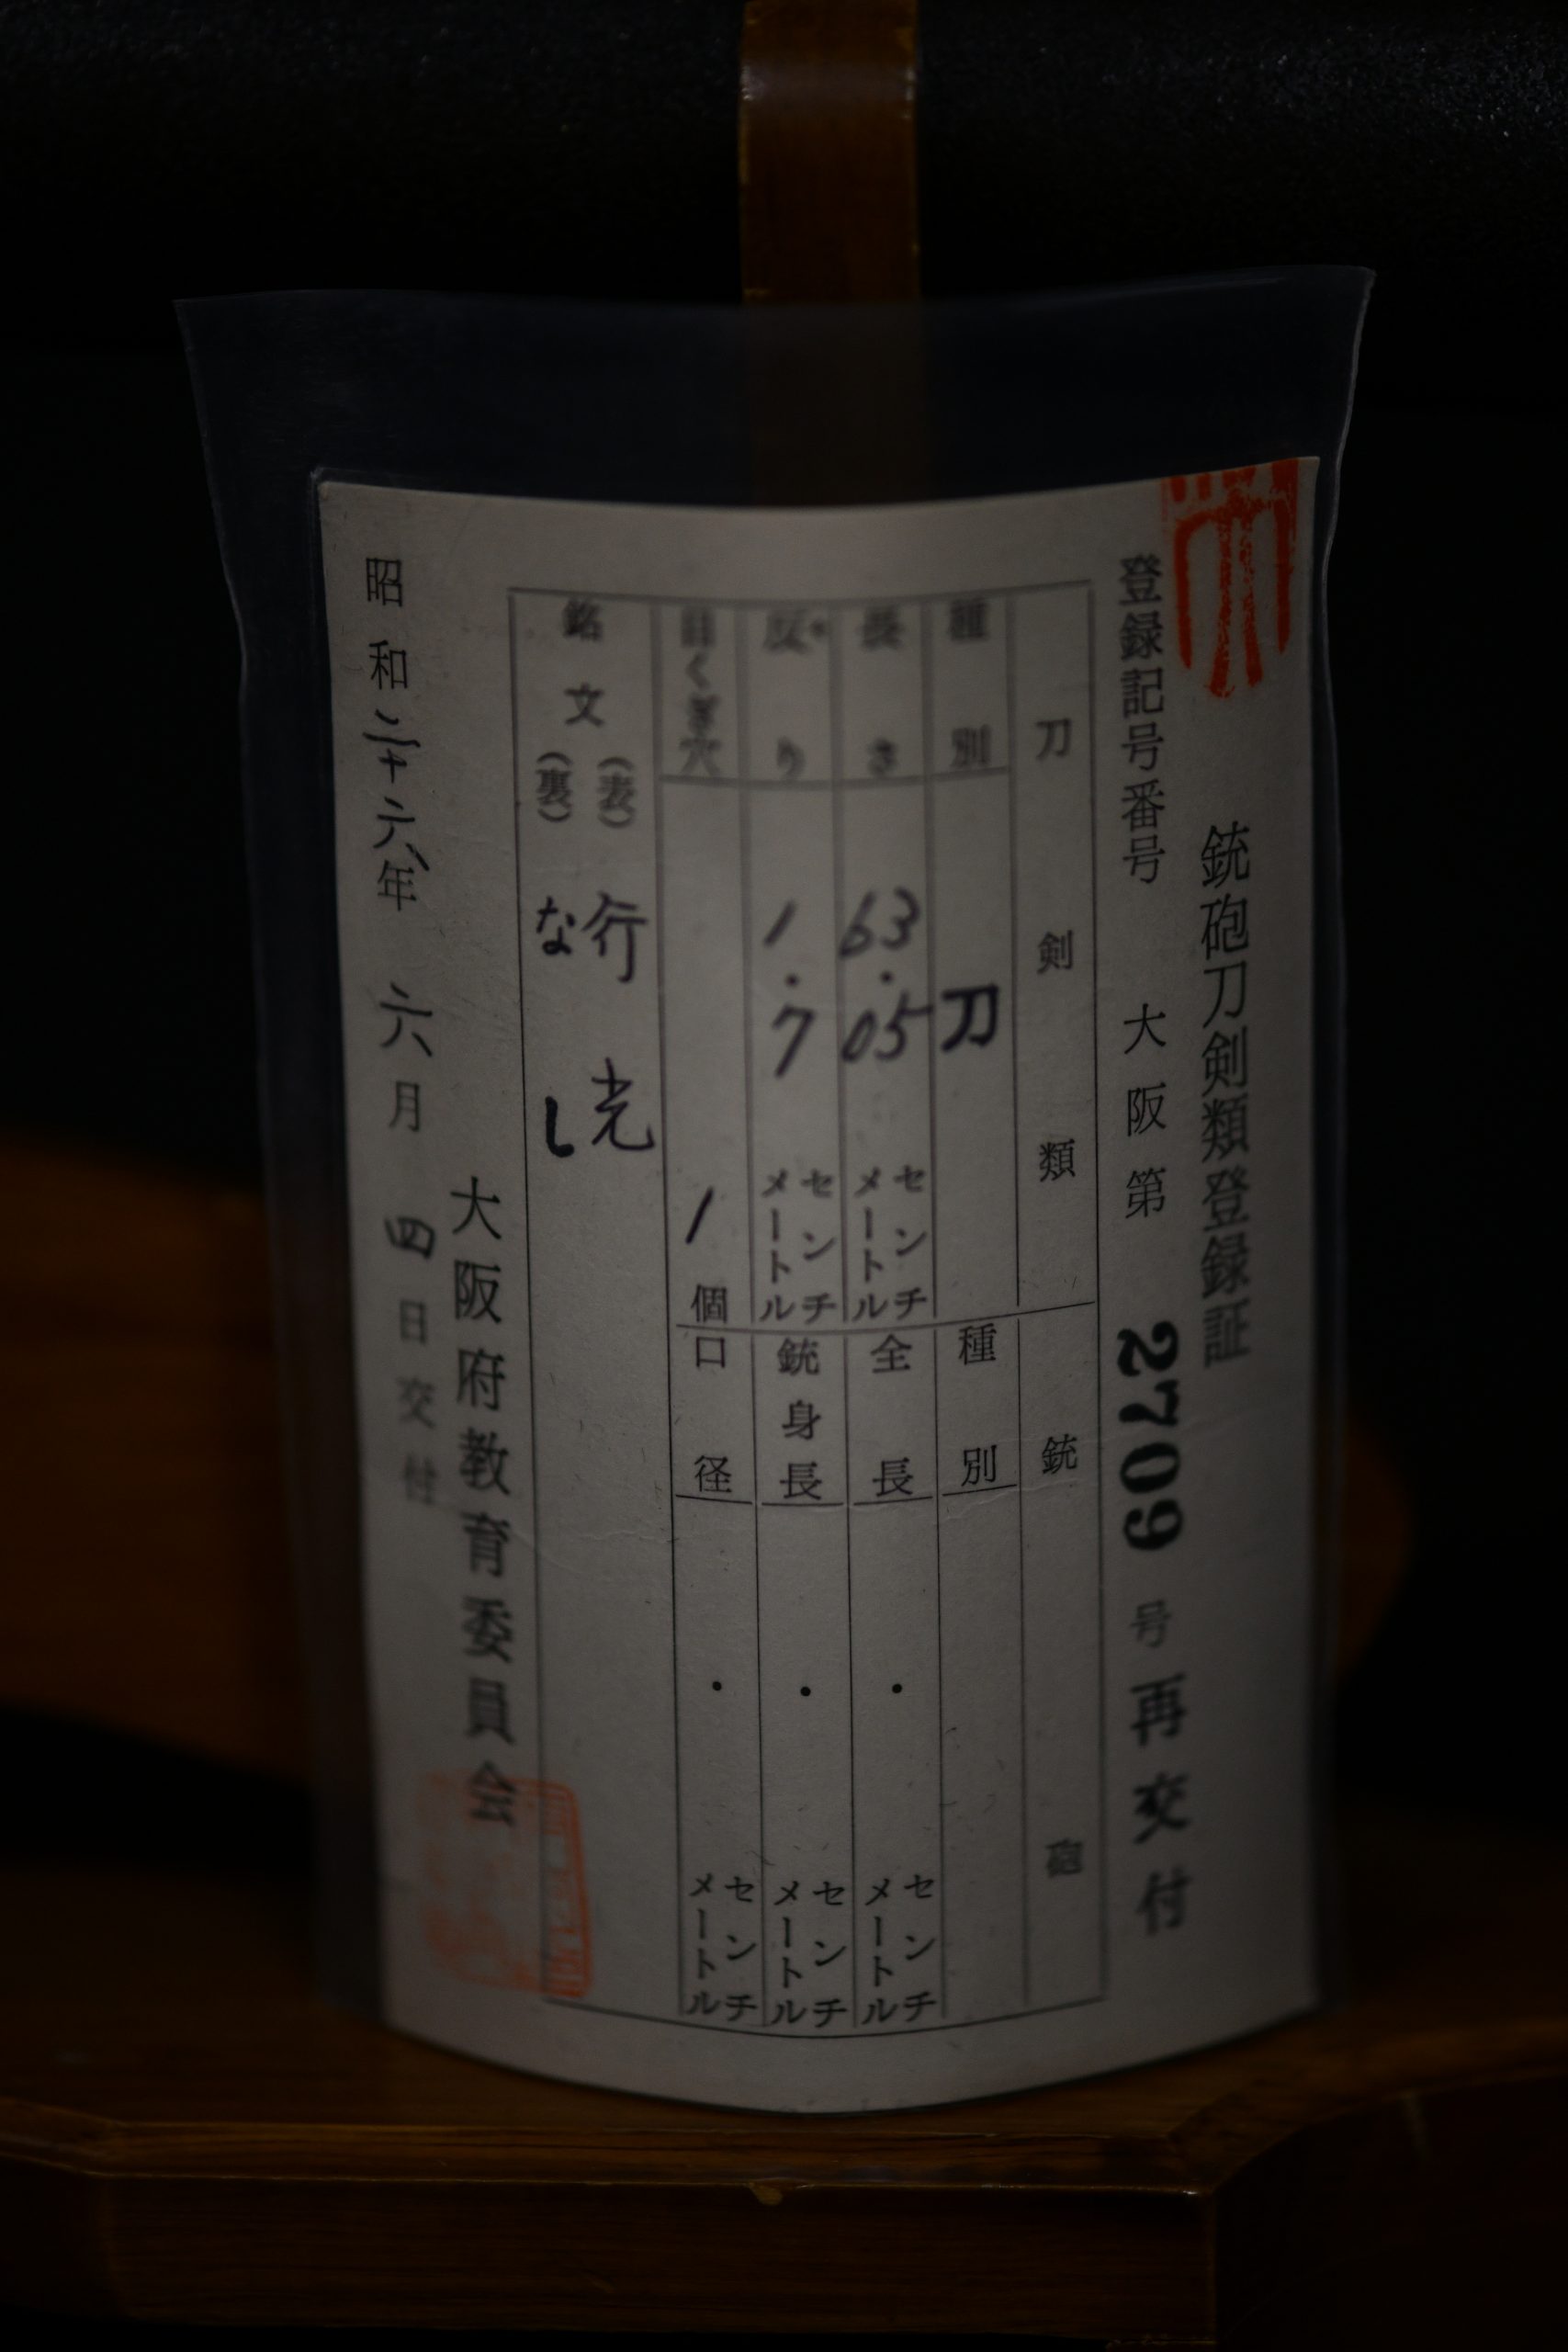 銃砲刀剣類登録証
登録記号番号 大阪第 2709 号 再交付
刀剣類
種別 刀
長さ 63.05 センチメートル
反り 1.7 センチメートル
目くぎ穴 1 個
銃砲
種別
全長 . センチメートル
銃身長 . センチメートル
口径 . センチメートル
銘文 (表) 行光
(裏) なし
大阪府教育委員会
昭和二十六年 六月 四日交付